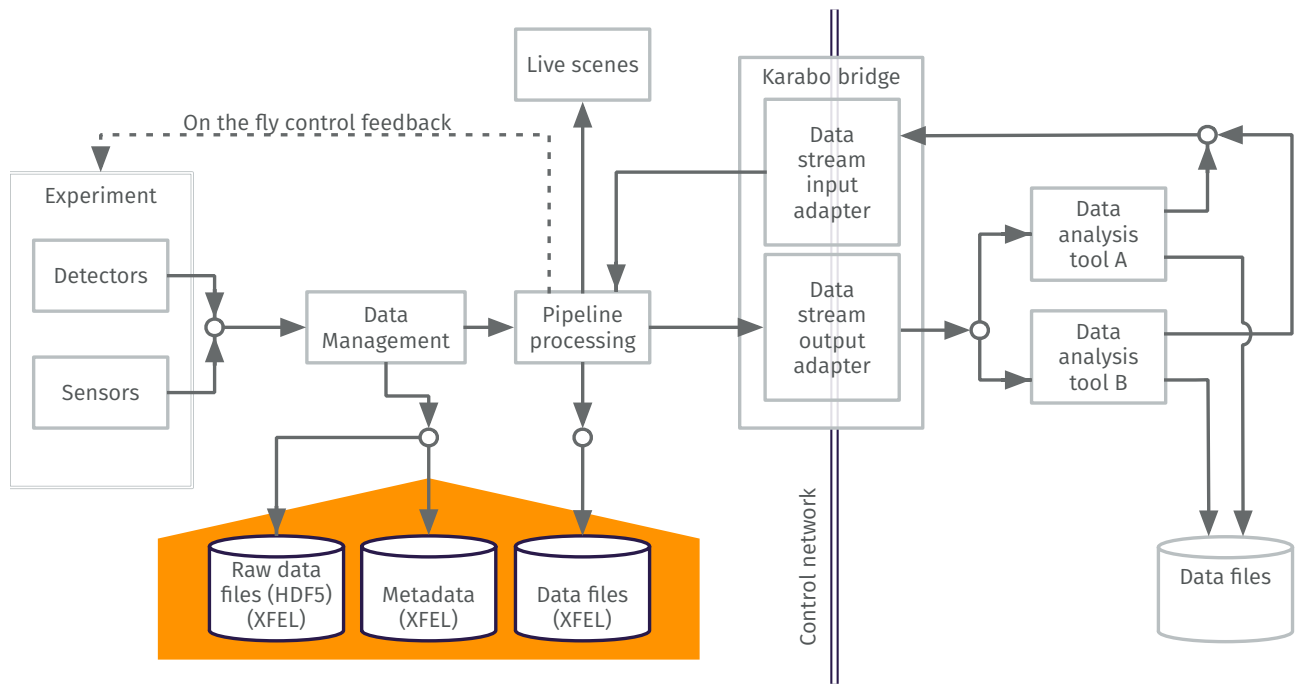 Live scenes
Karabo bridge
On the fly control feedback
Data
stream
input
adapter
Experiment
Data
analysis
tool A
Detectors
Data
Management
Pipeline
processing
Data
stream
output
adapter
Data
analysis
tool B
Sensors
Control network
Raw data
files (HDF5)
(XFEL)
Metadata
(XFEL)
Data files
(XFEL)
Data files